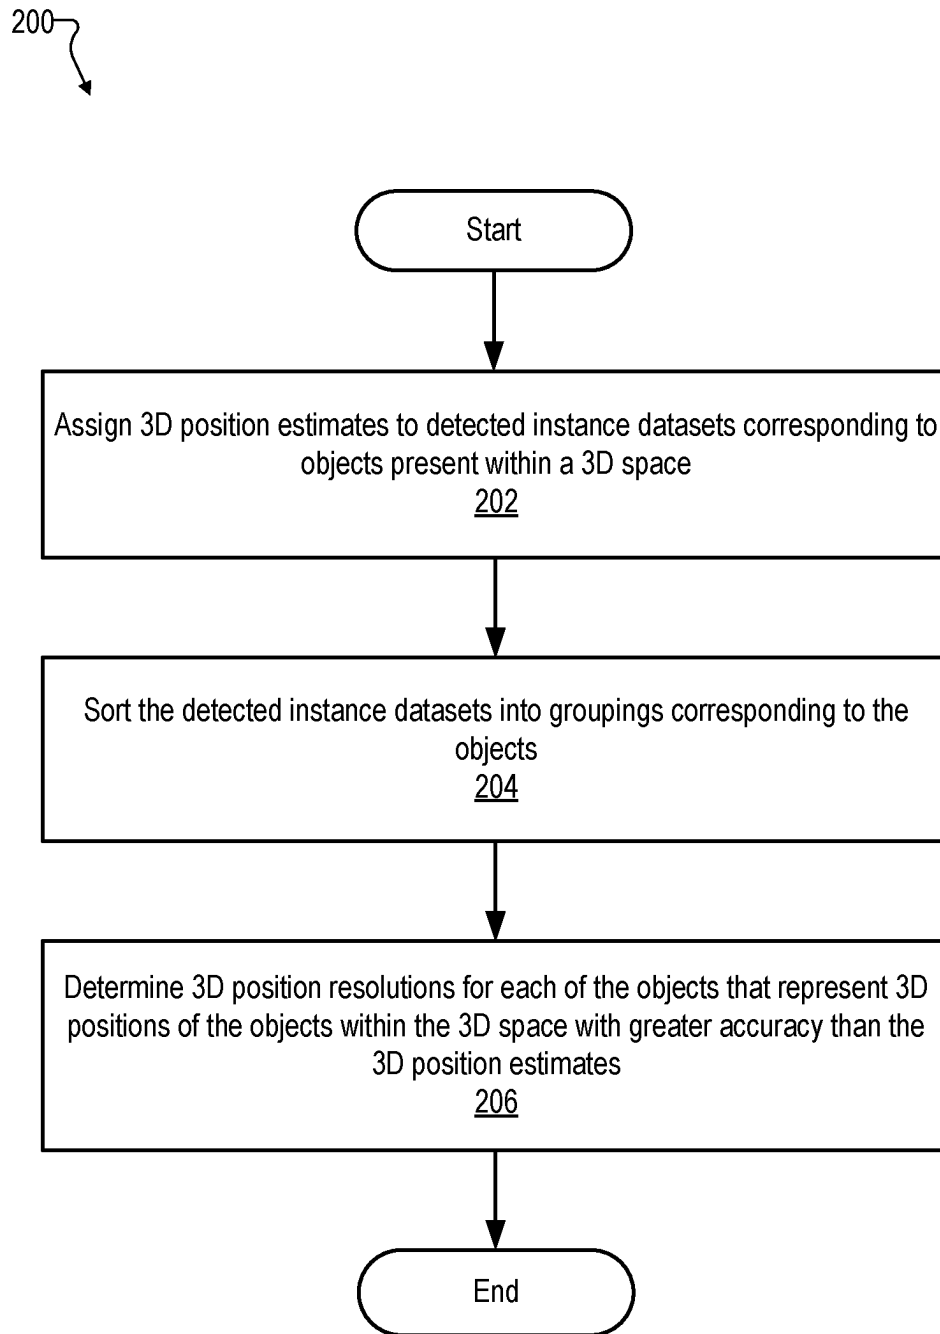 200
Start
Assign 3D position estimates to detected instance datasets corresponding to
objects present within a 3D space
202
Sort the detected instance datasets into groupings corresponding to the
objects
204
Determine 3D position resolutions for each of the objects that represent 3D
positions of the objects within the 3D space with greater accuracy than the
3D position estimates
206
End